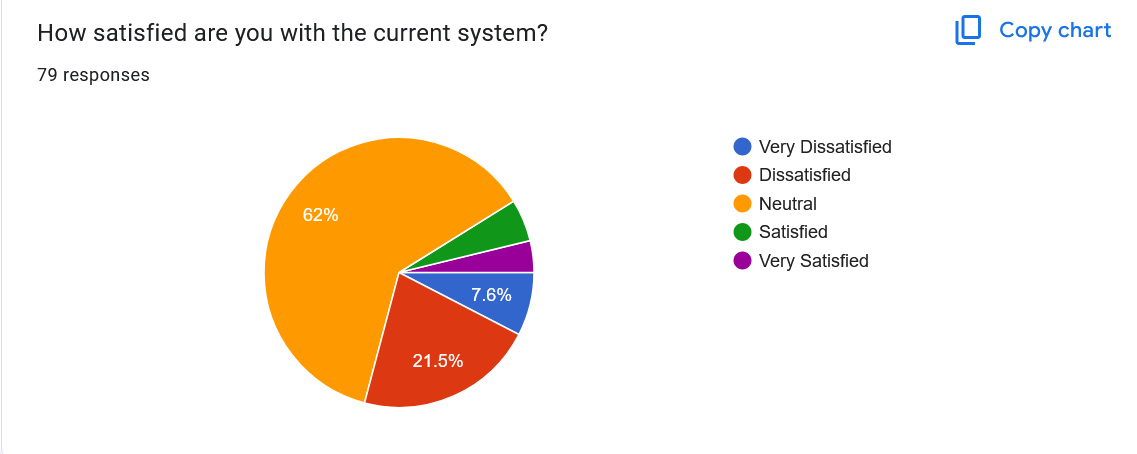 How satisfied are you with the current system?
Copy chart
79 responses
Very Dissatisfied
Dissatisfied
Neutral
Satisfied
Very Satisfied
62%
7.6%
21.5%